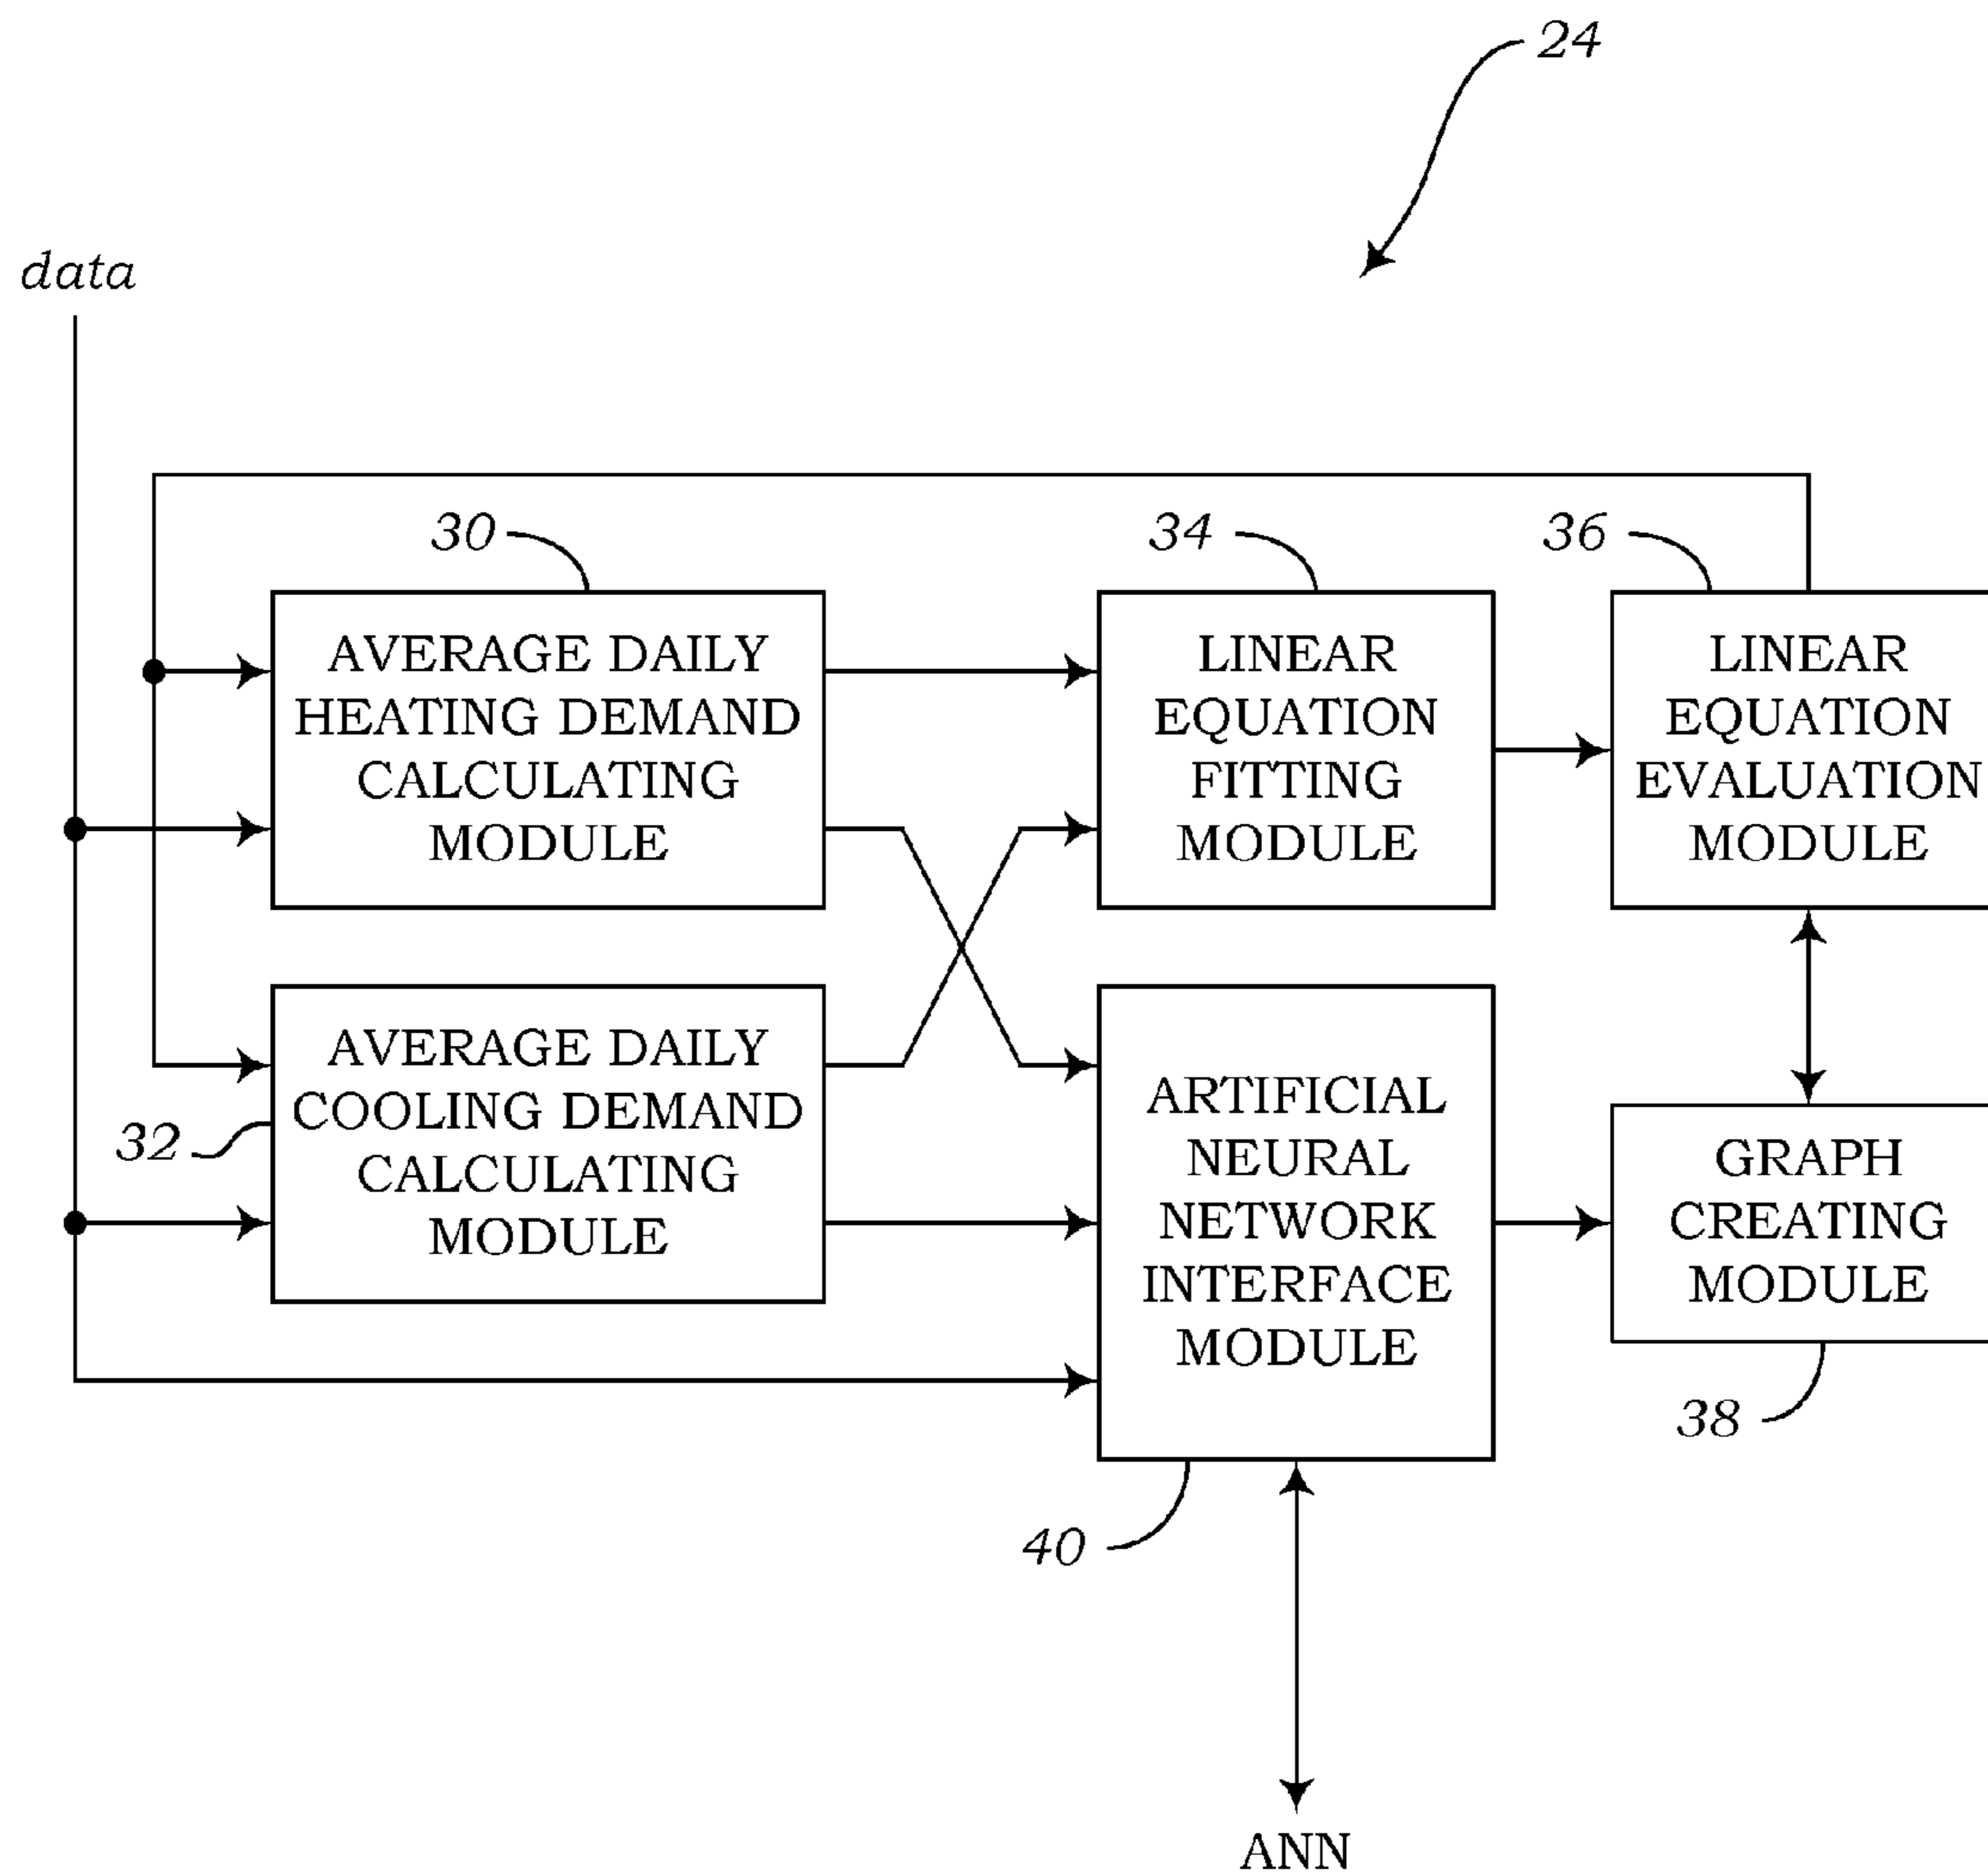 24
data
30
34
36
AVERAGE DAILY
HEATING DEMAND
CALCULATING
MODULE
LINEAR
EQUATION
FITTING
MODULE
LINEAR
EQUATION
EVALUATION
MODULE
32
AVERAGE DAILY
COOLING DEMAND
CALCULATING
MODULE
ARTIFICIAL
NEURAL
NETWORK
INTERFACE
MODULE
GRAPH
CREATING
MODULE
38
40
ANN